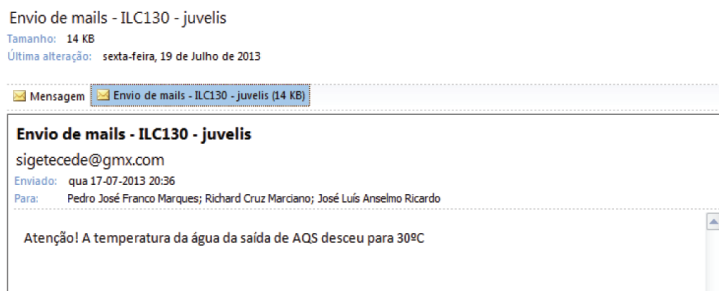 Envio de mails - ILC130 - juvelis
Tamanho: 14 KB
Última alteração: sexta-feira, 19 de Julho de 2013
Mensagem Envio de mails - ILC130 - juvelis (14 KB)
Envio de mails - ILC130 - juvelis
sigetecede@gmx.com
Enviado: qua 17-07-2013 20:36
Para: Pedro José Franco Marques; Richard Cruz Marciano; José Luís Anselmo Ricardo
Atenção! A temperatura da água da saída de AQS desceu para 30ºC